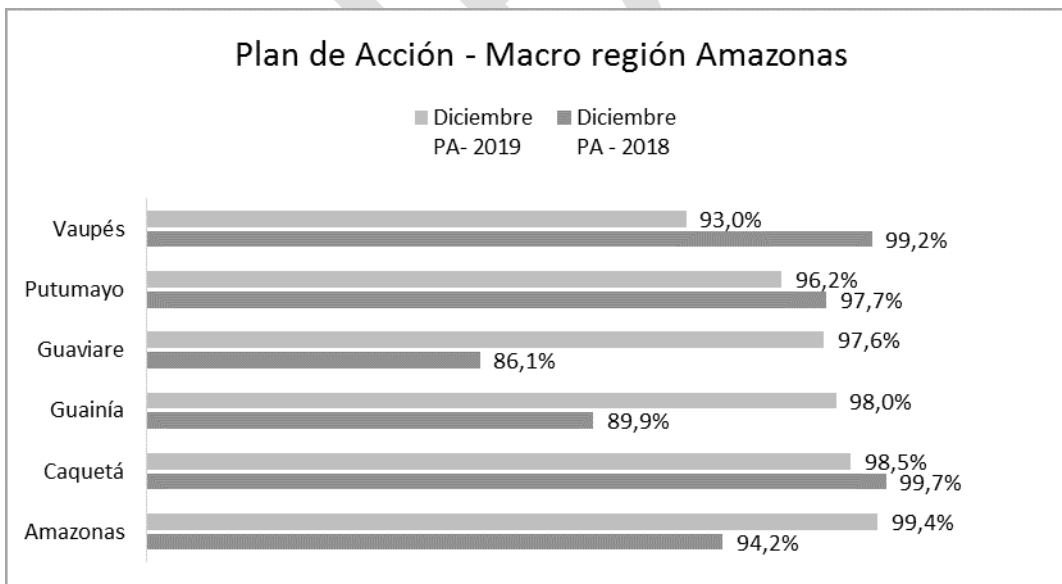 Plan de Acción - Macro región Amazonas
Diciembre PA- 2019
Diciembre PA - 2018
Vaupés
93,0%
99,2%
Putumayo
96,2%
97,7%
Guaviare
97,6%
86,1%
Guainía
98,0%
89,9%
Caquetá
98,5%
99,7%
Amazonas
99,4%
94,2%